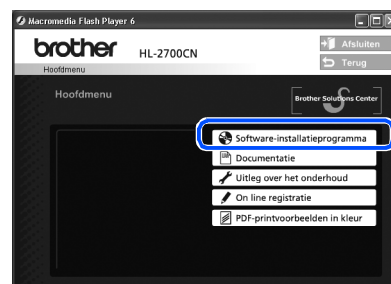 Macromedia Flash Player 6
brother
HL-2700CN
Afsluiten
Terug
Hoofdmenu
Hoofdmenu
Brother Solutions Center
Software-installatieprogramma
Documentatie
Uitleg over het onderhoud
On line registratie
PDF-printvoorbeelden in kleur